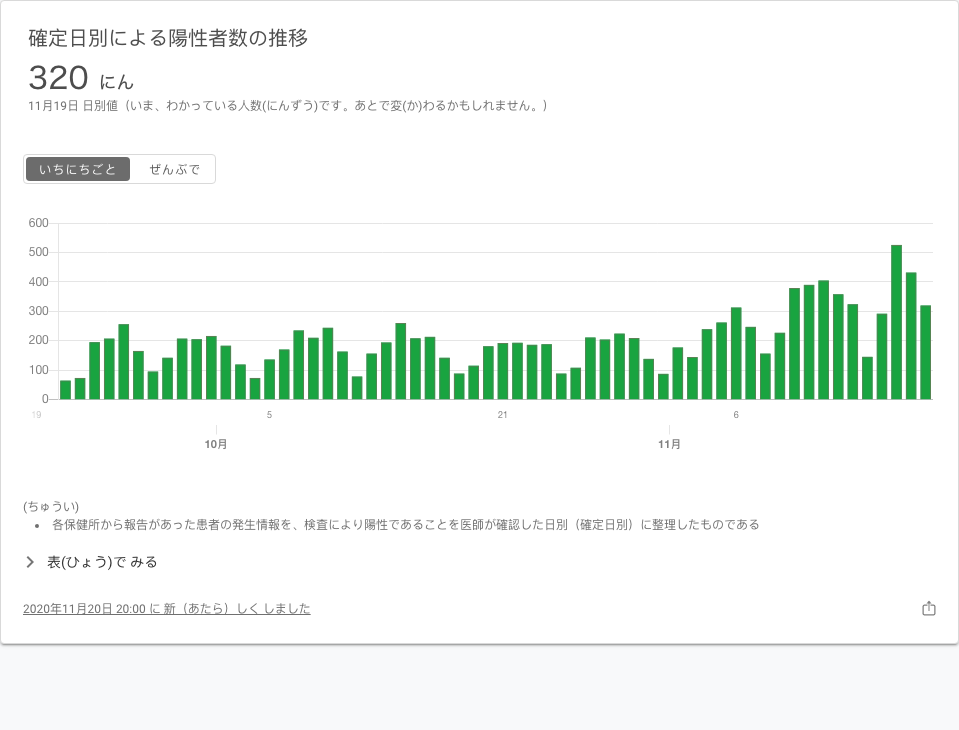 確定日別による陽性者数の推移
320 にん
11月19日 日別値（いま、わかっている人数(にんずう)です。あとで変(か)わるかもしれません。）
いちにちごと ぜんぶで
600
500
400
300
200
100
0
19 5 21 6
10月 11月
(ちゅうい)
• 各保健所から報告があった患者の発生情報を、検査により陽性であることを医師が確認した日別（確定日別）に整理したものである
表(ひょう)で みる
2020年11月20日 20:00 に 新（あたら）しく しました